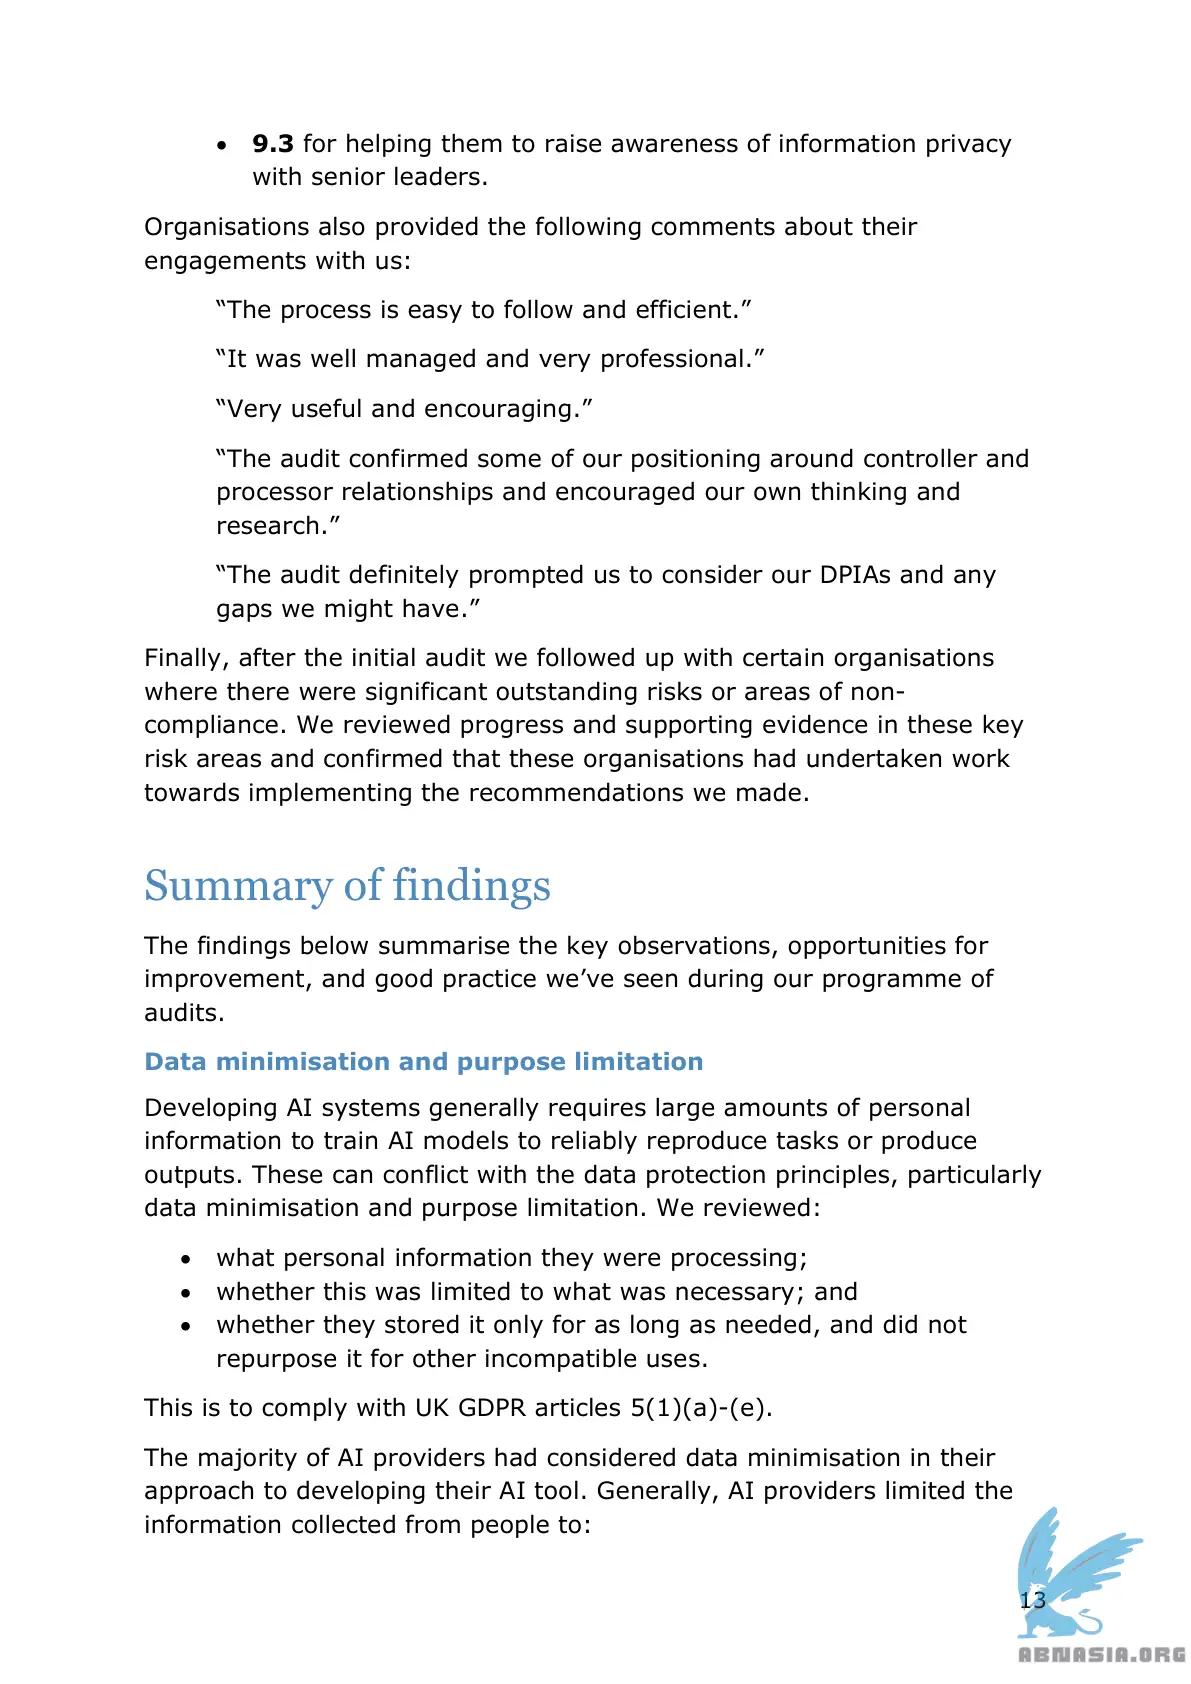 • 9.3 for helping them to raise awareness of information privacy
with senior leaders.
Organisations also provided the following comments about their
engagements with us:
“The process is easy to follow and efficient.”
“It was well managed and very professional.”
“Very useful and encouraging.”
“The audit confirmed some of our positioning around controller and
processor relationships and encouraged our own thinking and
research.”
“The audit definitely prompted us to consider our DPIAs and any
gaps we might have.”
Finally, after the initial audit we followed up with certain organisations
where there were significant outstanding risks or areas of non-
compliance. We reviewed progress and supporting evidence in these key
risk areas and confirmed that these organisations had undertaken work
towards implementing the recommendations we made.
Summary of findings
The findings below summarise the key observations, opportunities for
improvement, and good practice we’ve seen during our programme of
audits.
Data minimisation and purpose limitation
Developing AI systems generally requires large amounts of personal
information to train AI models to reliably reproduce tasks or produce
outputs. These can conflict with the data protection principles, particularly
data minimisation and purpose limitation. We reviewed:
• what personal information they were processing;
• whether this was limited to what was necessary; and
• whether they stored it only for as long as needed, and did not
repurpose it for other incompatible uses.
This is to comply with UK GDPR articles 5(1)(a)-(e).
The majority of AI providers had considered data minimisation in their
approach to developing their AI tool. Generally, AI providers limited the
information collected from people to:
13
ABNASIA.ORG